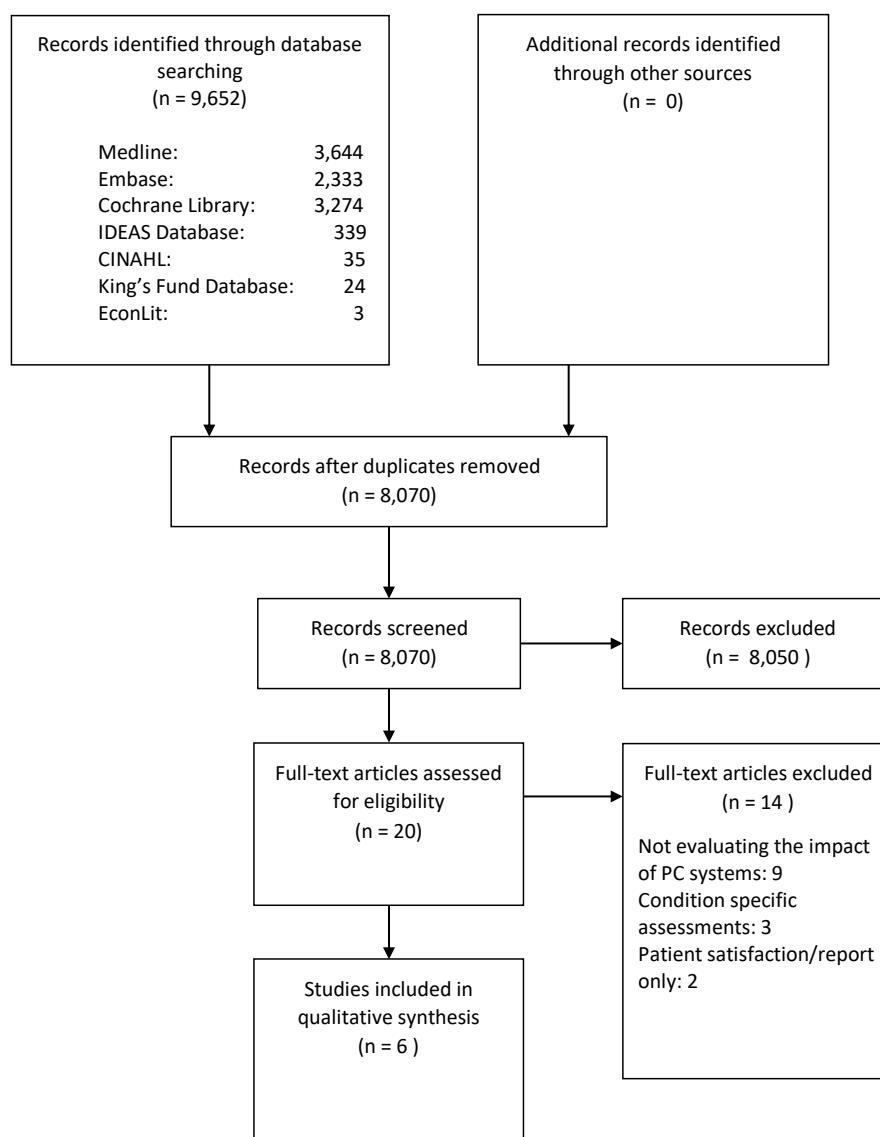 Records identified through database
searching
(n = 9,652)
Medline: 3,644
Embase: 2,333
Cochrane Library: 3,274
IDEAS Database: 339
CINAHL: 35
King's Fund Database: 24
EconLit: 3
Additional records identified
through other sources
(n = 0)
Records after duplicates removed
(n = 8,070)
Records screened
(n = 8,070)
Records excluded
(n = 8,050 )
Full-text articles assessed
for eligibility
(n = 20)
Full-text articles excluded
(n = 14 )
Not evaluating the impact
of PC systems: 9
Condition specific
assessments: 3
Patient satisfaction/report
only: 2
Studies included in
qualitative synthesis
(n = 6 )